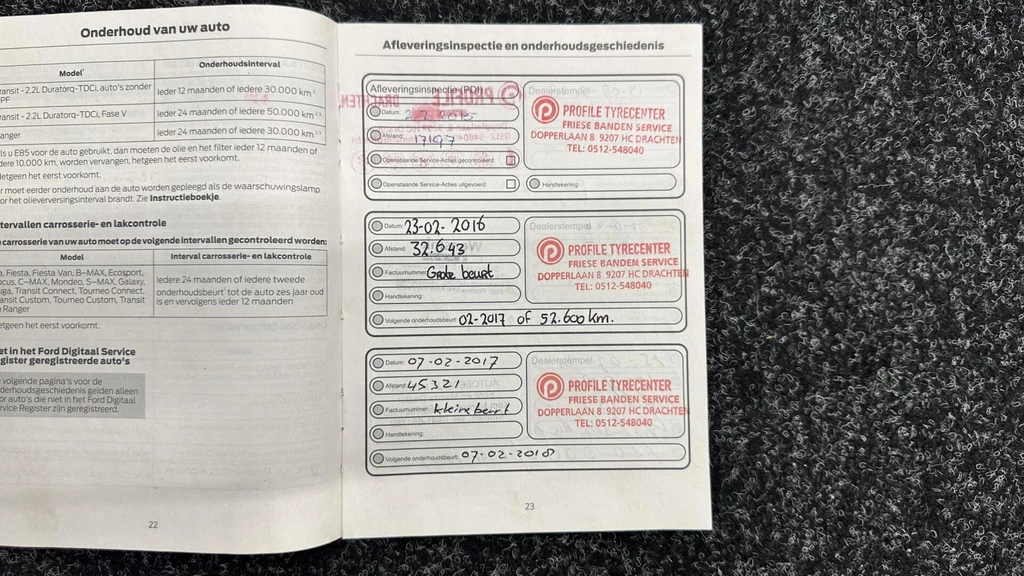 Onderhoud van uw auto
Model¹ Onderhoudsinterval
ransit - 2.2L Duratorq-TDCi, auto's zonder
PF
Ieder 12 maanden of iedere 30.000 km
ransit - 2.2L Duratorq-TDCi, Fase V
Ieder 24 maanden of iedere 50.000 km
anger
Ieder 24 maanden of iedere 30.000 km
ls u E85 voor de auto gebruikt, dan moeten de olie en het filter ieder 12 maanden of
dere 10.000 km, worden vervangen, hetgeen het eerst voorkomt.
etgeen het eerst voorkomt.
r moet eerder onderhoud aan de auto worden gepleegd als de waarschuwingslamp
or het olieverversingsinterval brandt. Zie Instructieboekje.
tervallen carrosserie- en lakcontrole
e carrosserie van uw auto moet op de volgende intervallen gecontroleerd worden:
Model Interval carrosserie- en lakcontrole
a, Fiesta, Fiesta Van, B-MAX, Ecosport,
ocus, C-MAX, Mondeo, S-MAX, Galaxy,
uga, Transit Connect, Tourneo Connect,
ansit Custom, Tourneo Custom, Transit
n Ranger
Iedere 24 maanden of iedere tweede
onderhoudsbeurt tot de auto zes jaar oud
is en vervolgens ieder 12 maanden
etgeen het eerst voorkomt.
et in het Ford Digitaal Service
gister geregistreerde auto's
volgende pagina's voor de
derhoudsgeschiedenis gelden alleen
or auto's die niet in het Ford Digitaal
rvice Register zijn geregistreerd.
22
Afleveringsinspectie en onderhoudsgeschiedenis
Afleveringsinspectie (PDI)
Datum:
Afstand: 17197
Openstaande Service-Acties gecontroleerd
Openstaande Service-Acties uitgevoerd
Dealerstempel
PROFILE TYRECENTER
FRIESE BANDEN SERVICE
DOPPERLAAN 8 9207 HC DRACHTEN
TEL: 0512-548040
Handtekening:
Datum: 23-02-2016
Afstand: 32.643
Factuurnummer: Grote beurt
Handtekening:
Dealerstempel
PROFILE TYRECENTER
FRIESE BANDEN SERVICE
DOPPERLAAN 8 9207 HC DRACHTEN
TEL: 0512-548040
Volgende onderhoudsbeurt: 02-2017 of 52.600 km.
Datum: 07-02-2017
Afstand: 45321
Factuurnummer: kleine beurt
Handtekening:
Dealerstempel
PROFILE TYRECENTER
FRIESE BANDEN SERVICE
DOPPERLAAN 8 9207 HC DRACHTEN
TEL: 0512-548040
Volgende onderhoudsbeurt: 07-02-2018
23